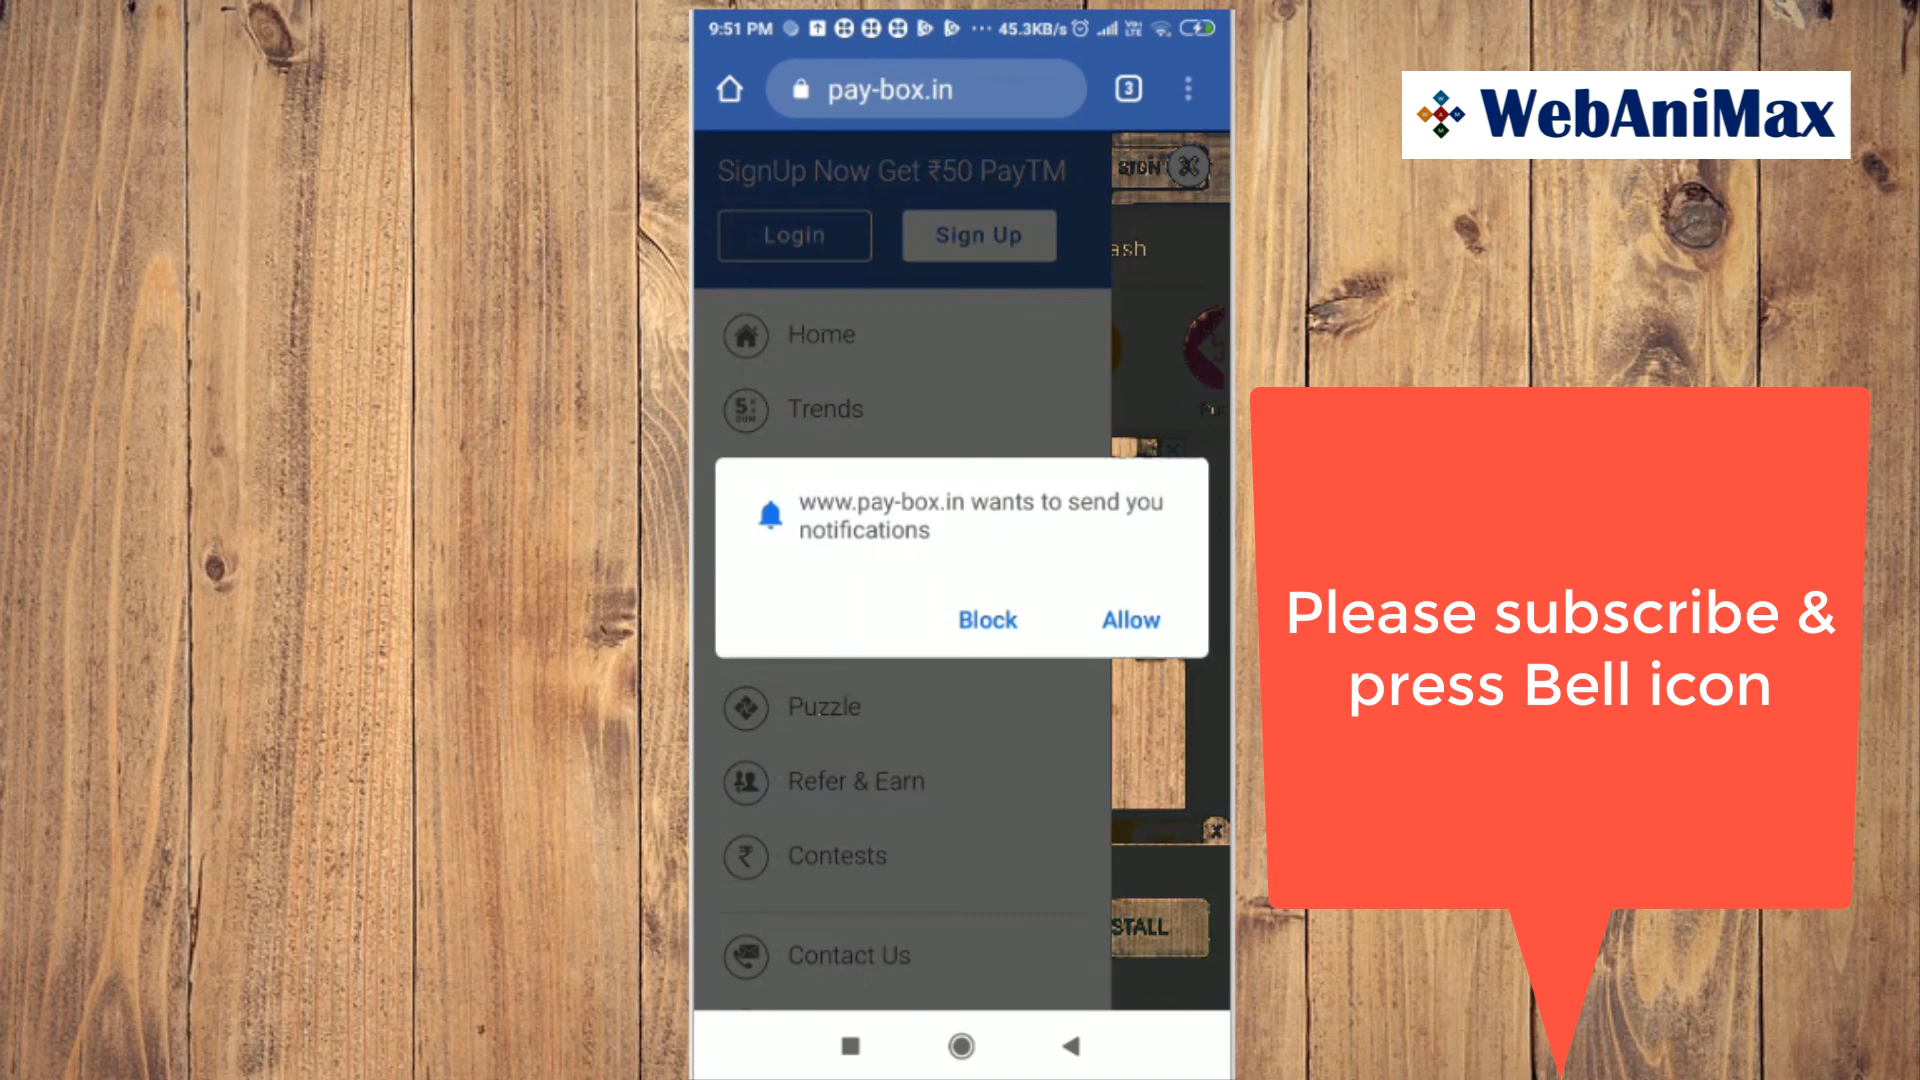 9:51 PM
45.3KB/s
pay-box.in
3
WebAniMax
SignUp Now Get ₹50 PayTM
SIGN
Login
Sign Up
ash
Home
Trends
www.pay-box.in wants to send you
notifications
Block
Allow
Please subscribe &
press Bell icon
Puzzle
Refer & Earn
Contests
STALL
Contact Us